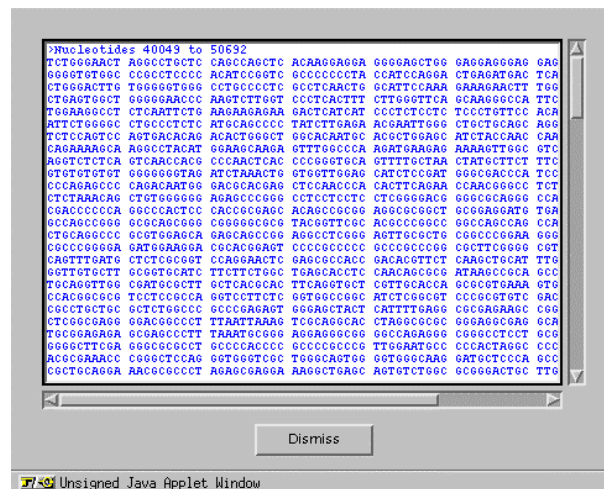 >Nucleotides 40049 to 50692
TCTGGGAACT AGGCCTGCTC CAGCCAGCTC ACAAGGAGGA GGGGAGCTGG GAGGAGGGAG GAG
GGGGTGTGGC CCGCCTCCCC ACATCCGGTC GCCCCCCCTA CCATCCAGGA CTGAGATGAC TCA
CTGGGACTTG TGGGGGTGGG CCTGCCCCTC GCCTCAACTG GCATTCCAAA GAAAGAACTT TGG
CTGAGTGGCT GGGGGAACCC AAGTCTTGGT CCCTCACTTT CTTGGGTTCA GCAAGGGCCA TTC
TGGAAGGCCT CTCAATTCTG AAGAAGAGAA GACTCATCAT CCCTCTCCTC TCCCTGTTCC ACA
ATTCTGGGGC CTGCCCTCTC ATGCAGCCCC TATCTTGAGA ACGAATTGGG CTGCTGCAGC AGG
TCTCCAGTCC AGTGACACAG ACACTGGGCT GGCACAATGC ACGCTGGAGC ATCTACCAAC CAA
CAGAAAAGCA AGGCCTACAT GGAAGCAAGA GTTTGGCCCA AGATGAAGAG AAAAGTTGGC GTC
AGGTCTCTCA GTCAACCACG CCCAACTCAC CCCGGGTGCA GTTTTGCTAA CTATGCTTCT TTC
GTGTGTGTGT GGGGGGGTAG ATCTAAACTG GTGGTTGGAG CATCTCCGAT GGGCGACCCA TCC
CCCAGAGCCC CAGACAATGG GACGCACGAG CTCCAACCCA CACTTCAGAA CCAACGGGCC TCT
CTCTAAACAG CTGTGGGGGG AGAGCCCGGG CCTCCTCCTC CTCGGGGACG GGGCGCAGGG CCA
CGACCCCCCA GGCCCACTCC CACCGCGAGC ACAGCCGCGG AGGCGCGGCT GCGGAGGATG TGA
GCCAGCCGGG GCGCAGCGGG CGGGGGCGCG TACGGTTCGC ACGCCCGGCC GGCCAGCCAG CCA
CTGCAGGCCC GCGTGGAGCA GAGCAGCCGG AGGCCTCGGG AGTTGCGCTG CGCGCCGGAA GGG
CGCCCGGGGA GATGGAAGGA CGCACGGAGT CCCCGCCCCC GCCCGCCCGG CGCTTCGGGG CGT
CAGTTTGATG CTCTCGCGGT CCAGGAACTC GAGCGCCACC GACACGTTCT CAAGCTGCAT TTG
GGTTGTGCTT GCGGTGCATC TTCTTCTGGC TGAGCACCTC CAACAGCGCG ATAAGCCGCA GCC
TGCAGGTTGG CGATGCGCTT GCTCACGCAC TTCAGGTGCT CGTTGCACCA GCGCGTGAAA GTG
CCACGGCGCG TCCTCCGCCA GGTCCTTCTC GGTGGCCGGC ATCTCGGCGT CCCGCGTGTC GAC
CGCCTGCTGC GCTCTGGCCC GCCCGAGAGT GGGAGCTACT CATTTTGAGG CGCGAGAAGC CGG
CTCGGCGAGG GGACGGCCCT TTAATTAAGG TCGCAGGCAC CTAGGCGCGC GGGAGGCGAG GCA
TGCGGAGAGA GCGAGCCCTT TAAATGCGGG AGAGGAGCGG GGCCAGAGGG CGGGCCTCCT GCG
GGGGCTTCGA GGGCGCGCCT GCCCCACCCC GCCCCGCCCG TTGGAATGCC CCCACTAGGC CCC
ACGCGAAACC CGGGCTCCAG GGTGGGTCGC TGGGCAGTGG GGTGGGCAAG GATGCTCCCA GCC
CGCTGCAGGA AACGCGCCCT AGAGCGAGGA AAGGCTGAGC AGTGTCTGGC GCGGGACTGC TTG
Dismiss
Unsigned Java Applet Window